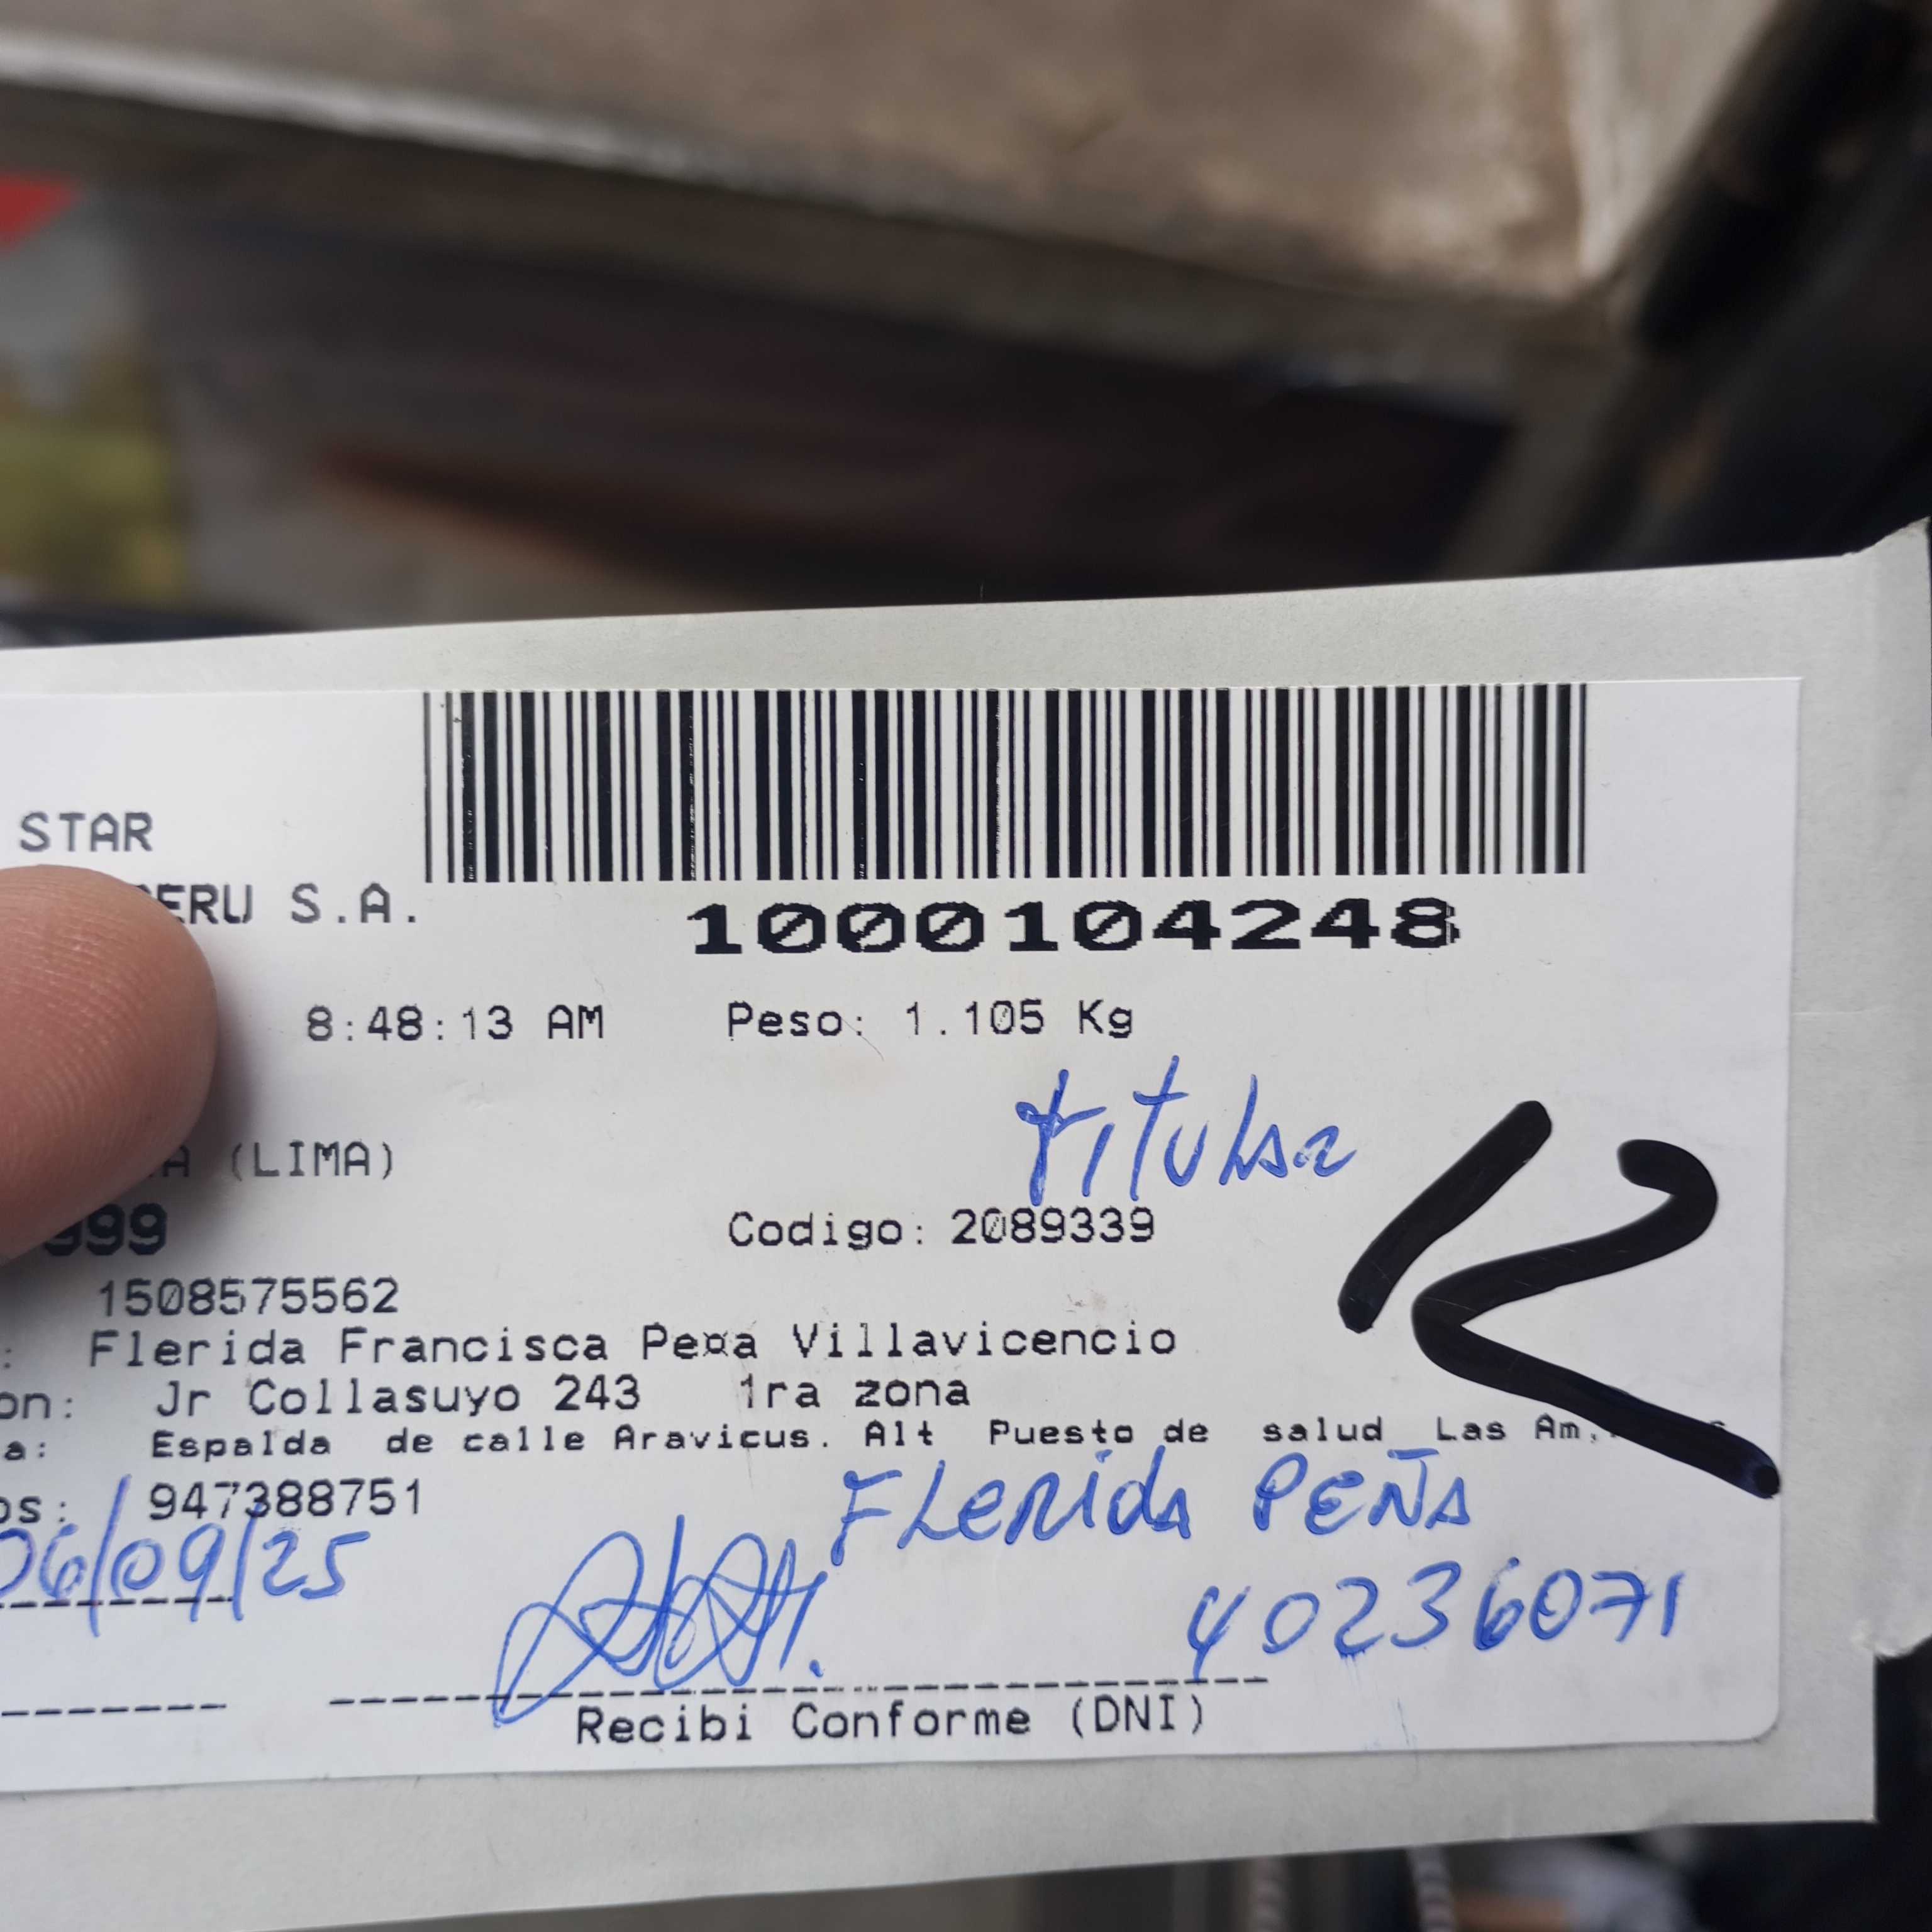 STAR
ERU S.A.
1000104248
8:48:13 AM Peso: 1.105 Kg
titular
A (LIMA)
999
Codigo: 2089339
1508575562
: Flerida Francisca Pe¤a Villavicencio
on: Jr Collasuyo 243 1ra zona
a: Espalda de calle Aravicus. Alt Puesto de salud Las Am
os: 947388751
FLERIDA PEÑA
06/09/25
40236071
Recibi Conforme (DNI)